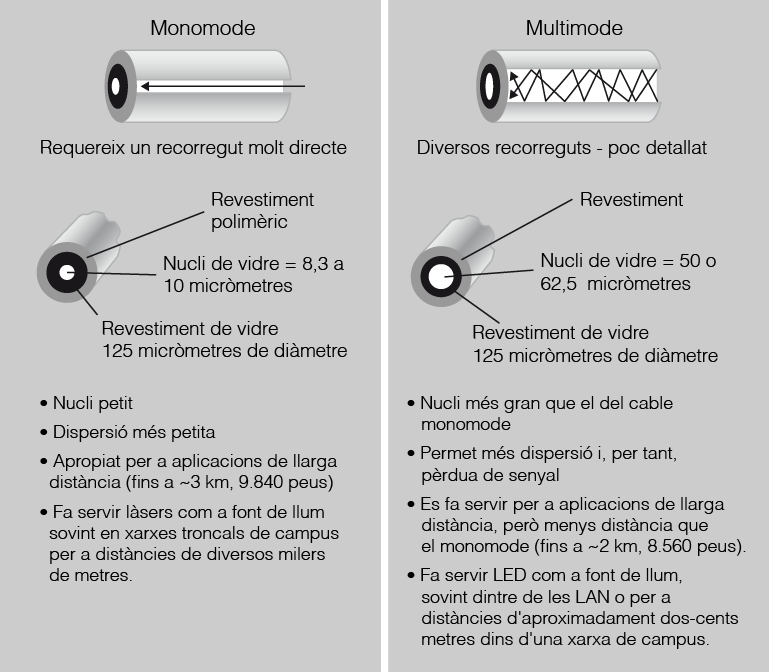 Monomode
Requereix un recorregut molt directe
Revestiment
polimèric
Nucli de vidre = 8,3 a
10 micròmetres
Revestiment de vidre
125 micròmetres de diàmetre
• Nucli petit
• Dispersió més petita
• Apropiat per a aplicacions de llarga
distància (fins a ~3 km, 9.840 peus)
• Fa servir làsers com a font de llum
sovint en xarxes troncals de campus
per a distàncies de diversos milers
de metres.
Multimode
Diversos recorreguts - poc detallat
Revestiment
Nucli de vidre = 50 o
62,5 micròmetres
Revestiment de vidre
125 micròmetres de diàmetre
• Nucli més gran que el del cable
monomode
• Permet més dispersió i, per tant,
pèrdua de senyal
• Es fa servir per a aplicacions de llarga
distància, però menys distància que
el monomode (fins a ~2 km, 8.560 peus).
• Fa servir LED com a font de llum,
sovint dintre de les LAN o per a
distàncies d'aproximadament dos-cents
metres dins d'una xarxa de campus.